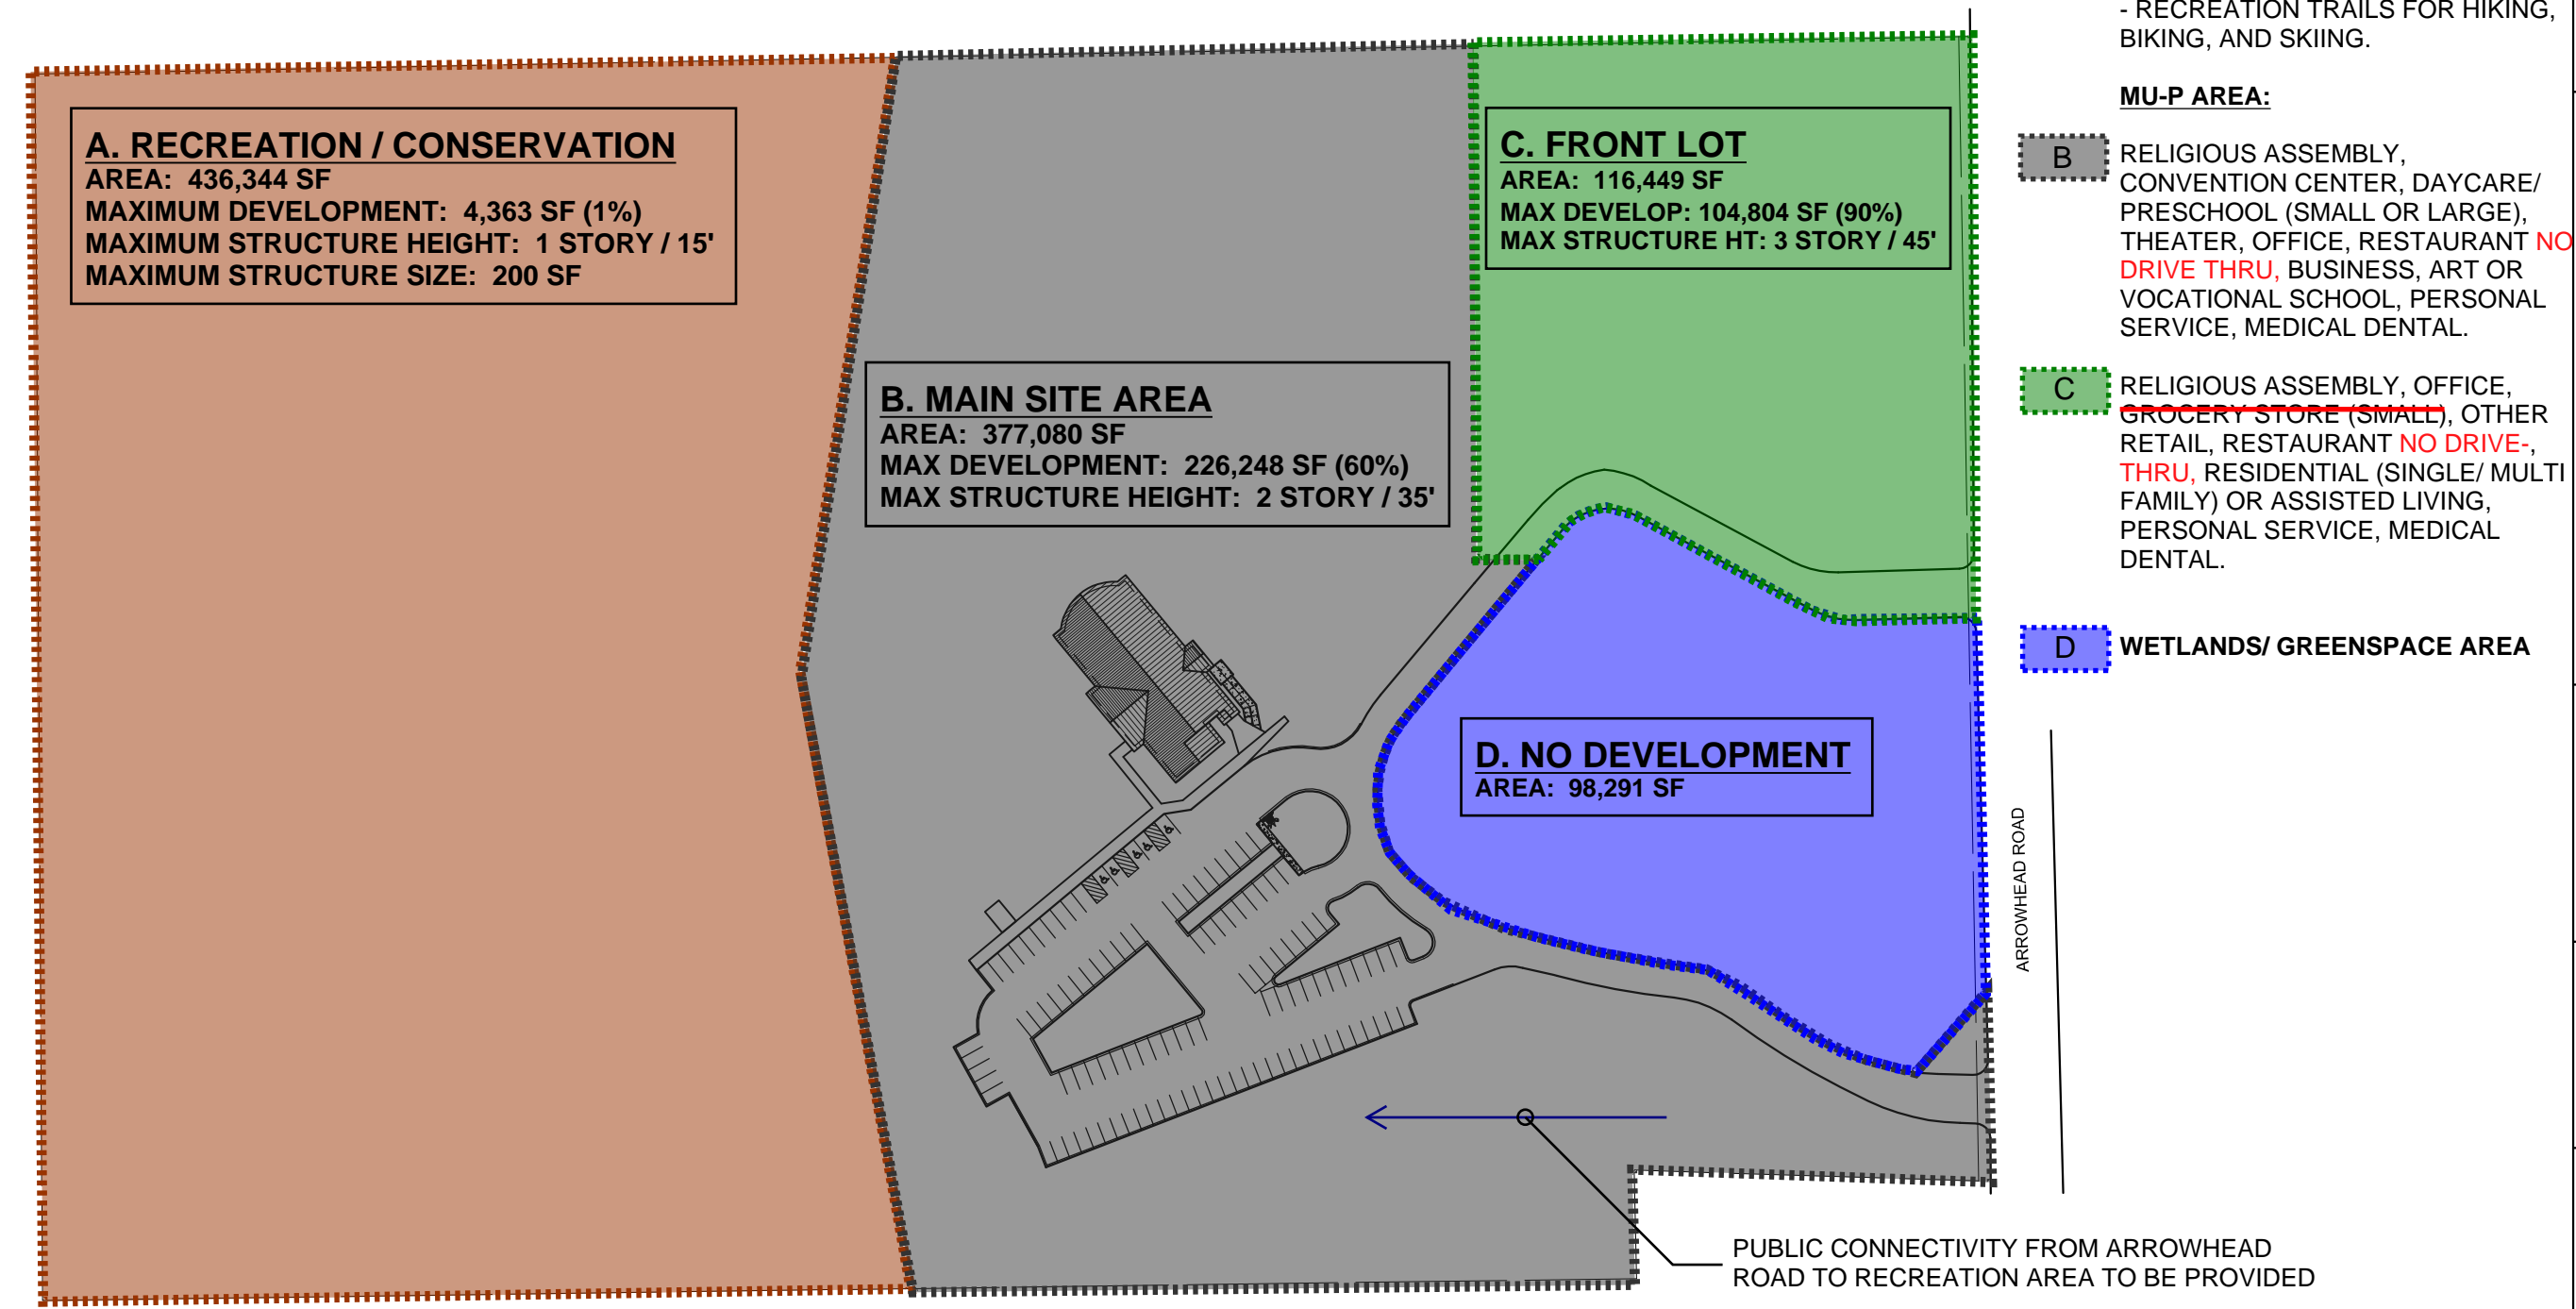 A. RECREATION / CONSERVATION
AREA: 436,344 SF
MAXIMUM DEVELOPMENT: 4,363 SF (1%)
MAXIMUM STRUCTURE HEIGHT: 1 STORY / 15'
MAXIMUM STRUCTURE SIZE: 200 SF
B. MAIN SITE AREA
AREA: 377,080 SF
MAX DEVELOPMENT: 226,248 SF (60%)
MAX STRUCTURE HEIGHT: 2 STORY / 35'
C. FRONT LOT
AREA: 116,449 SF
MAX DEVELOP: 104,804 SF (90%)
MAX STRUCTURE HT: 3 STORY / 45'
D. NO DEVELOPMENT
AREA: 98,291 SF
- RECREATION TRAILS FOR HIKING,
BIKING, AND SKIING.
MU-P AREA:
B
RELIGIOUS ASSEMBLY,
CONVENTION CENTER, DAYCARE/
PRESCHOOL (SMALL OR LARGE),
THEATER, OFFICE, RESTAURANT NO
DRIVE THRU, BUSINESS, ART OR
VOCATIONAL SCHOOL, PERSONAL
SERVICE, MEDICAL DENTAL.
C
RELIGIOUS ASSEMBLY, OFFICE,
GROCERY STORE (SMALL), OTHER
RETAIL, RESTAURANT NO DRIVE-,
THRU, RESIDENTIAL (SINGLE/ MULTI
FAMILY) OR ASSISTED LIVING,
PERSONAL SERVICE, MEDICAL
DENTAL.
D
WETLANDS/ GREENSPACE AREA
ARROWHEAD ROAD
PUBLIC CONNECTIVITY FROM ARROWHEAD
ROAD TO RECREATION AREA TO BE PROVIDED